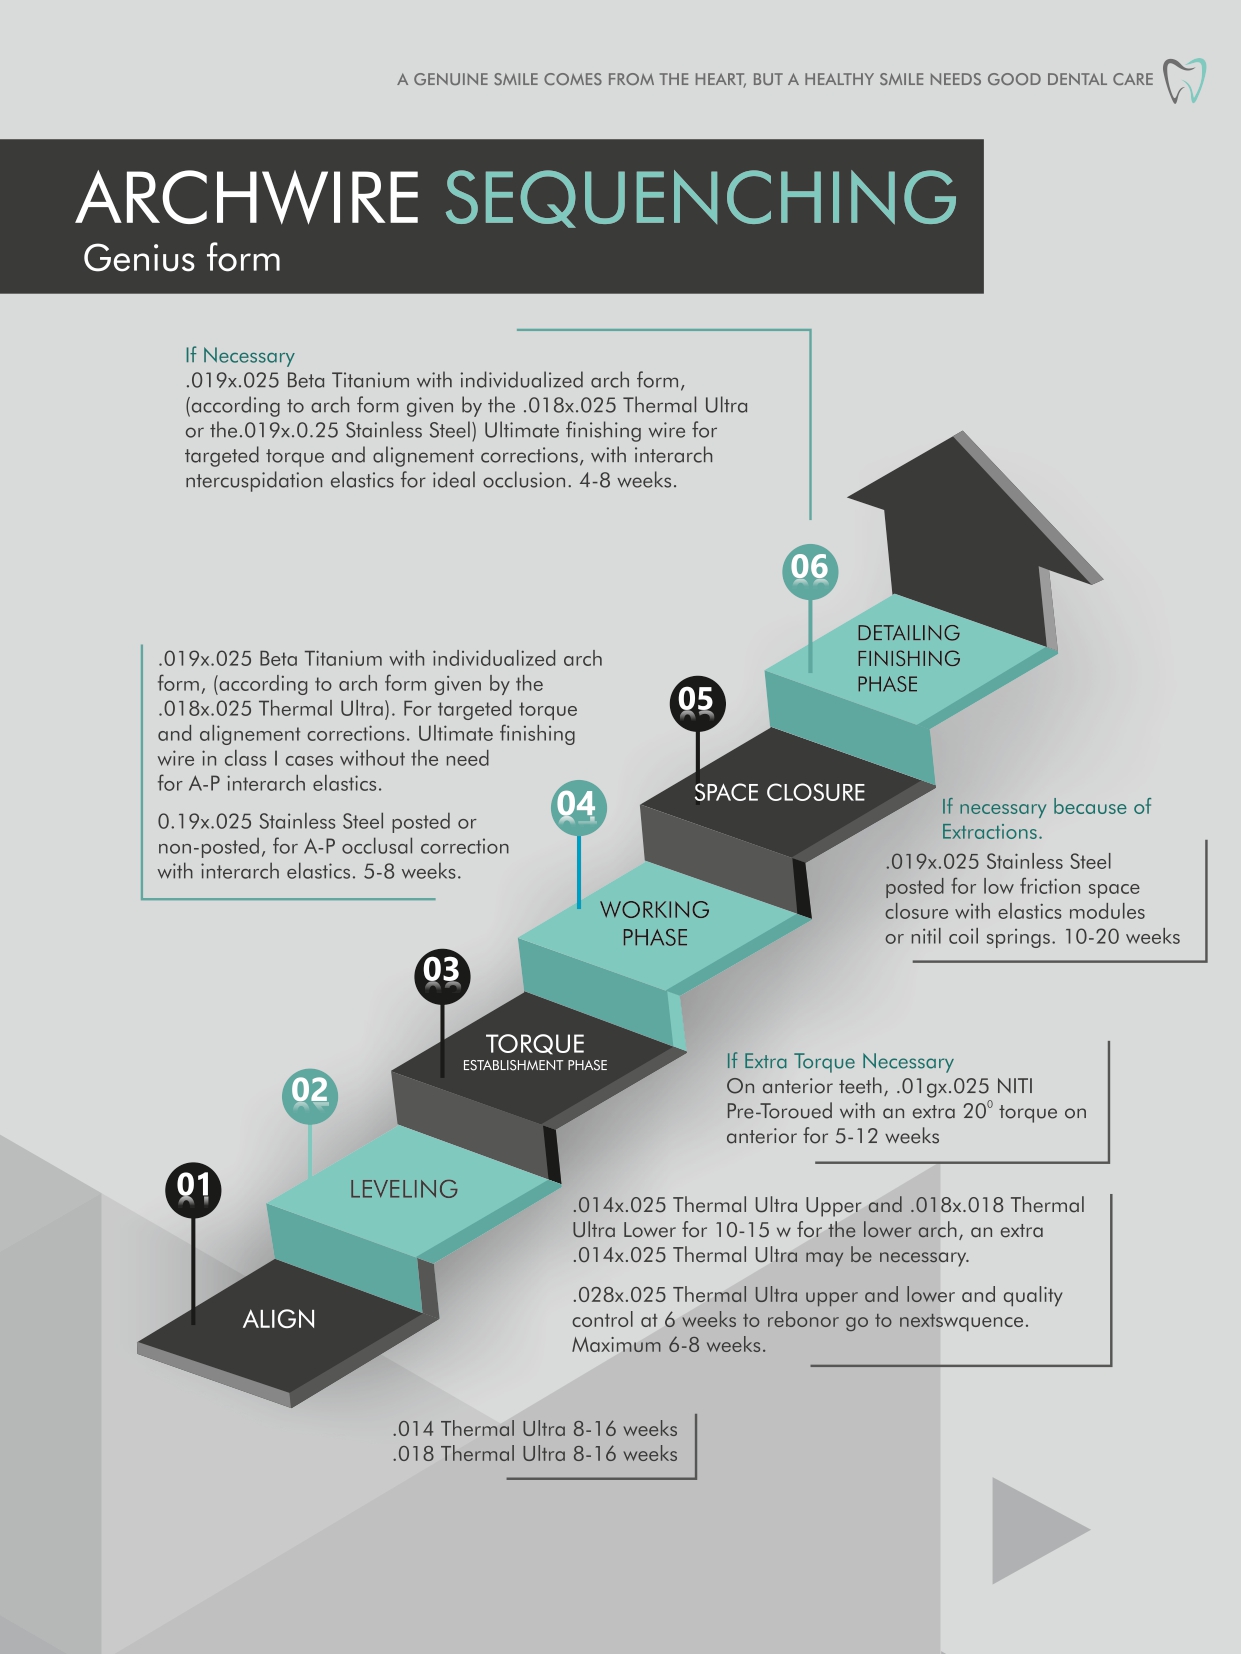 A GENUINE SMILE COMES FROM THE HEART, BUT A HEALTHY SMILE NEEDS GOOD DENTAL CARE
ARCHWIRE SEQUENCHING
Genius form
If Necessary
.019x.025 Beta Titanium with individualized arch form,
(according to arch form given by the .018x.025 Thermal Ultra
or the.019x.0.25 Stainless Steel) Ultimate finishing wire for
targeted torque and alignement corrections, with interarch
ntercuspidation elastics for ideal occlusion. 4-8 weeks.
06
DETAILING
FINISHING
PHASE
.019x.025 Beta Titanium with individualized arch
form, (according to arch form given by the
.018x.025 Thermal Ultra). For targeted torque
and alignement corrections. Ultimate finishing
wire in class I cases without the need
for A-P interarch elastics.
0.19x.025 Stainless Steel posted or
non-posted, for A-P occlusal correction
with interarch elastics. 5-8 weeks.
05
SPACE CLOSURE
If necessary because of
Extractions.
.019x.025 Stainless Steel
posted for low friction space
closure with elastics modules
or nitil coil springs. 10-20 weeks
04
WORKING
PHASE
03
TORQUE
ESTABLISHMENT PHASE
If Extra Torque Necessary
On anterior teeth, .01gx.025 NITI
Pre-Toroued with an extra 20⁰ torque on
anterior for 5-12 weeks
02
LEVELING
.014x.025 Thermal Ultra Upper and .018x.018 Thermal
Ultra Lower for 10-15 w for the lower arch, an extra
.014x.025 Thermal Ultra may be necessary.
.028x.025 Thermal Ultra upper and lower and quality
control at 6 weeks to rebonor go to nextswquence.
Maximum 6-8 weeks.
01
ALIGN
.014 Thermal Ultra 8-16 weeks
.018 Thermal Ultra 8-16 weeks